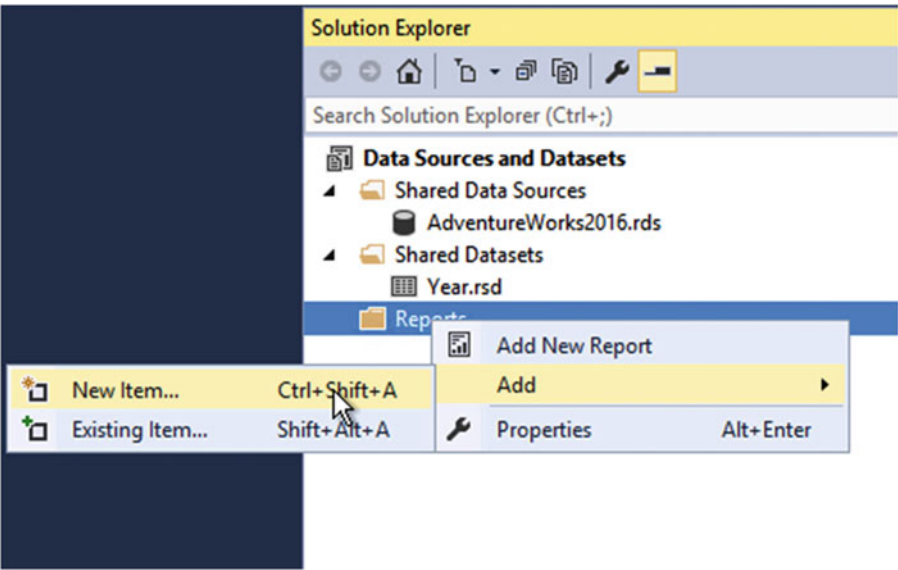 Solution Explorer
Search Solution Explorer (Ctrl+;)
Data Sources and Datasets
Shared Data Sources
AdventureWorks2016.rds
Shared Datasets
Year.rsd
Reports
Add New Report
Add
Properties Alt+Enter
New Item... Ctrl+Shift+A
Existing Item... Shift+Alt+A